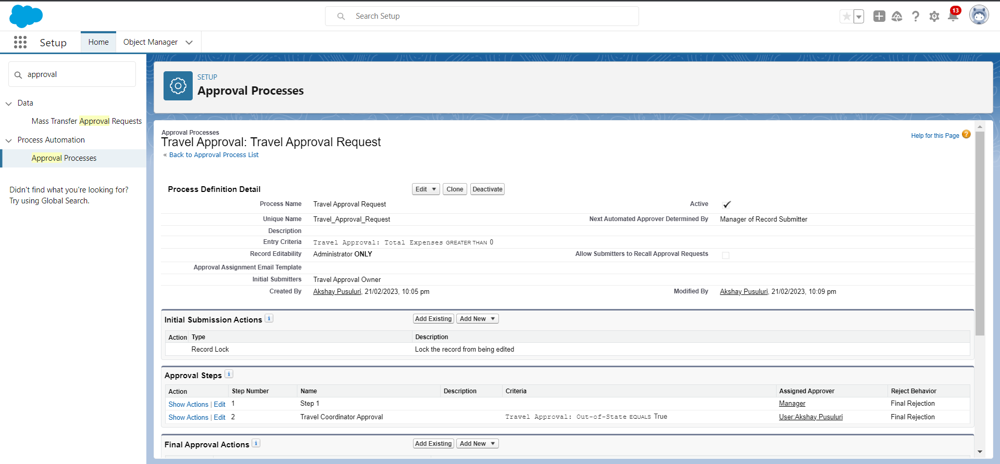 Search Setup
13
Setup
Home
Object Manager
approval
Data
Mass Transfer Approval Requests
Process Automation
Approval Processes
Didn't find what you're looking for?
Try using Global Search.
SETUP
Approval Processes
Approval Processes
Travel Approval: Travel Approval Request
« Back to Approval Process List
Help for this Page ?
Process Definition Detail Edit Clone Deactivate
Process Name Travel Approval Request Active
Unique Name Travel_Approval_Request Next Automated Approver Determined By Manager of Record Submitter
Description
Entry Criteria Travel Approval: Total Expenses GREATER THAN 0
Record Editability Administrator ONLY Allow Submitters to Recall Approval Requests
Approval Assignment Email Template
Initial Submitters Travel Approval Owner
Created By Akshay Pusuluri, 21/02/2023, 10:05 pm Modified By Akshay Pusuluri, 21/02/2023, 10:09 pm
Initial Submission Actions i Add Existing Add New
Action Type Description
Record Lock Lock the record from being edited
Approval Steps i
Action Step Number Name Description Criteria Assigned Approver Reject Behavior
Show Actions | Edit 1 Step 1 Manager Final Rejection
Show Actions | Edit 2 Travel Coordinator Approval Travel Approval: Out-of-State EQUALS True User:Akshay Pusuluri Final Rejection
Final Approval Actions i Add Existing Add New